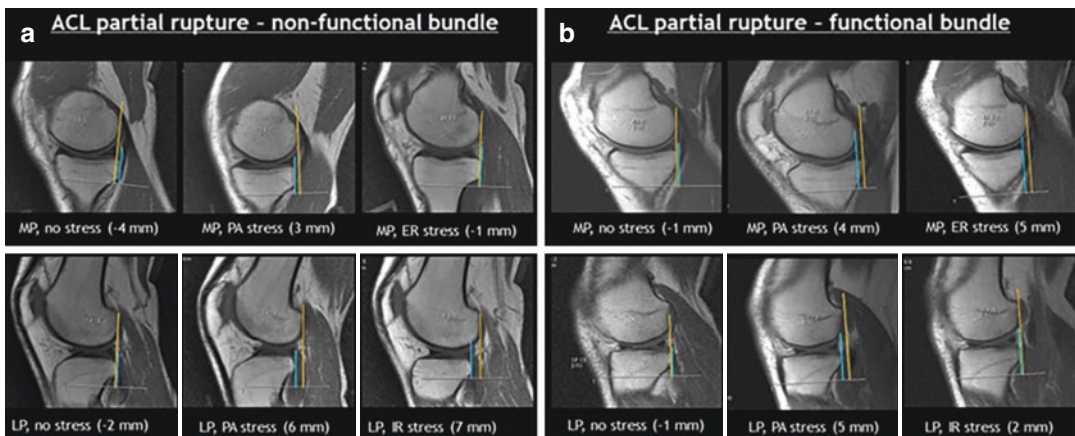 a
ACL partial rupture - non-functional bundle
MP, no stress (-4 mm)
MP, PA stress (3 mm)
MP, ER stress (-1 mm)
LP, no stress (-2 mm)
LP, PA stress (6 mm)
LP, IR stress (7 mm)
b
ACL partial rupture - functional bundle
MP, no stress (-1 mm)
MP, PA stress (4 mm)
MP, ER stress (5 mm)
LP, no stress (-1 mm)
LP, PA stress (5 mm)
LP, IR stress (2 mm)